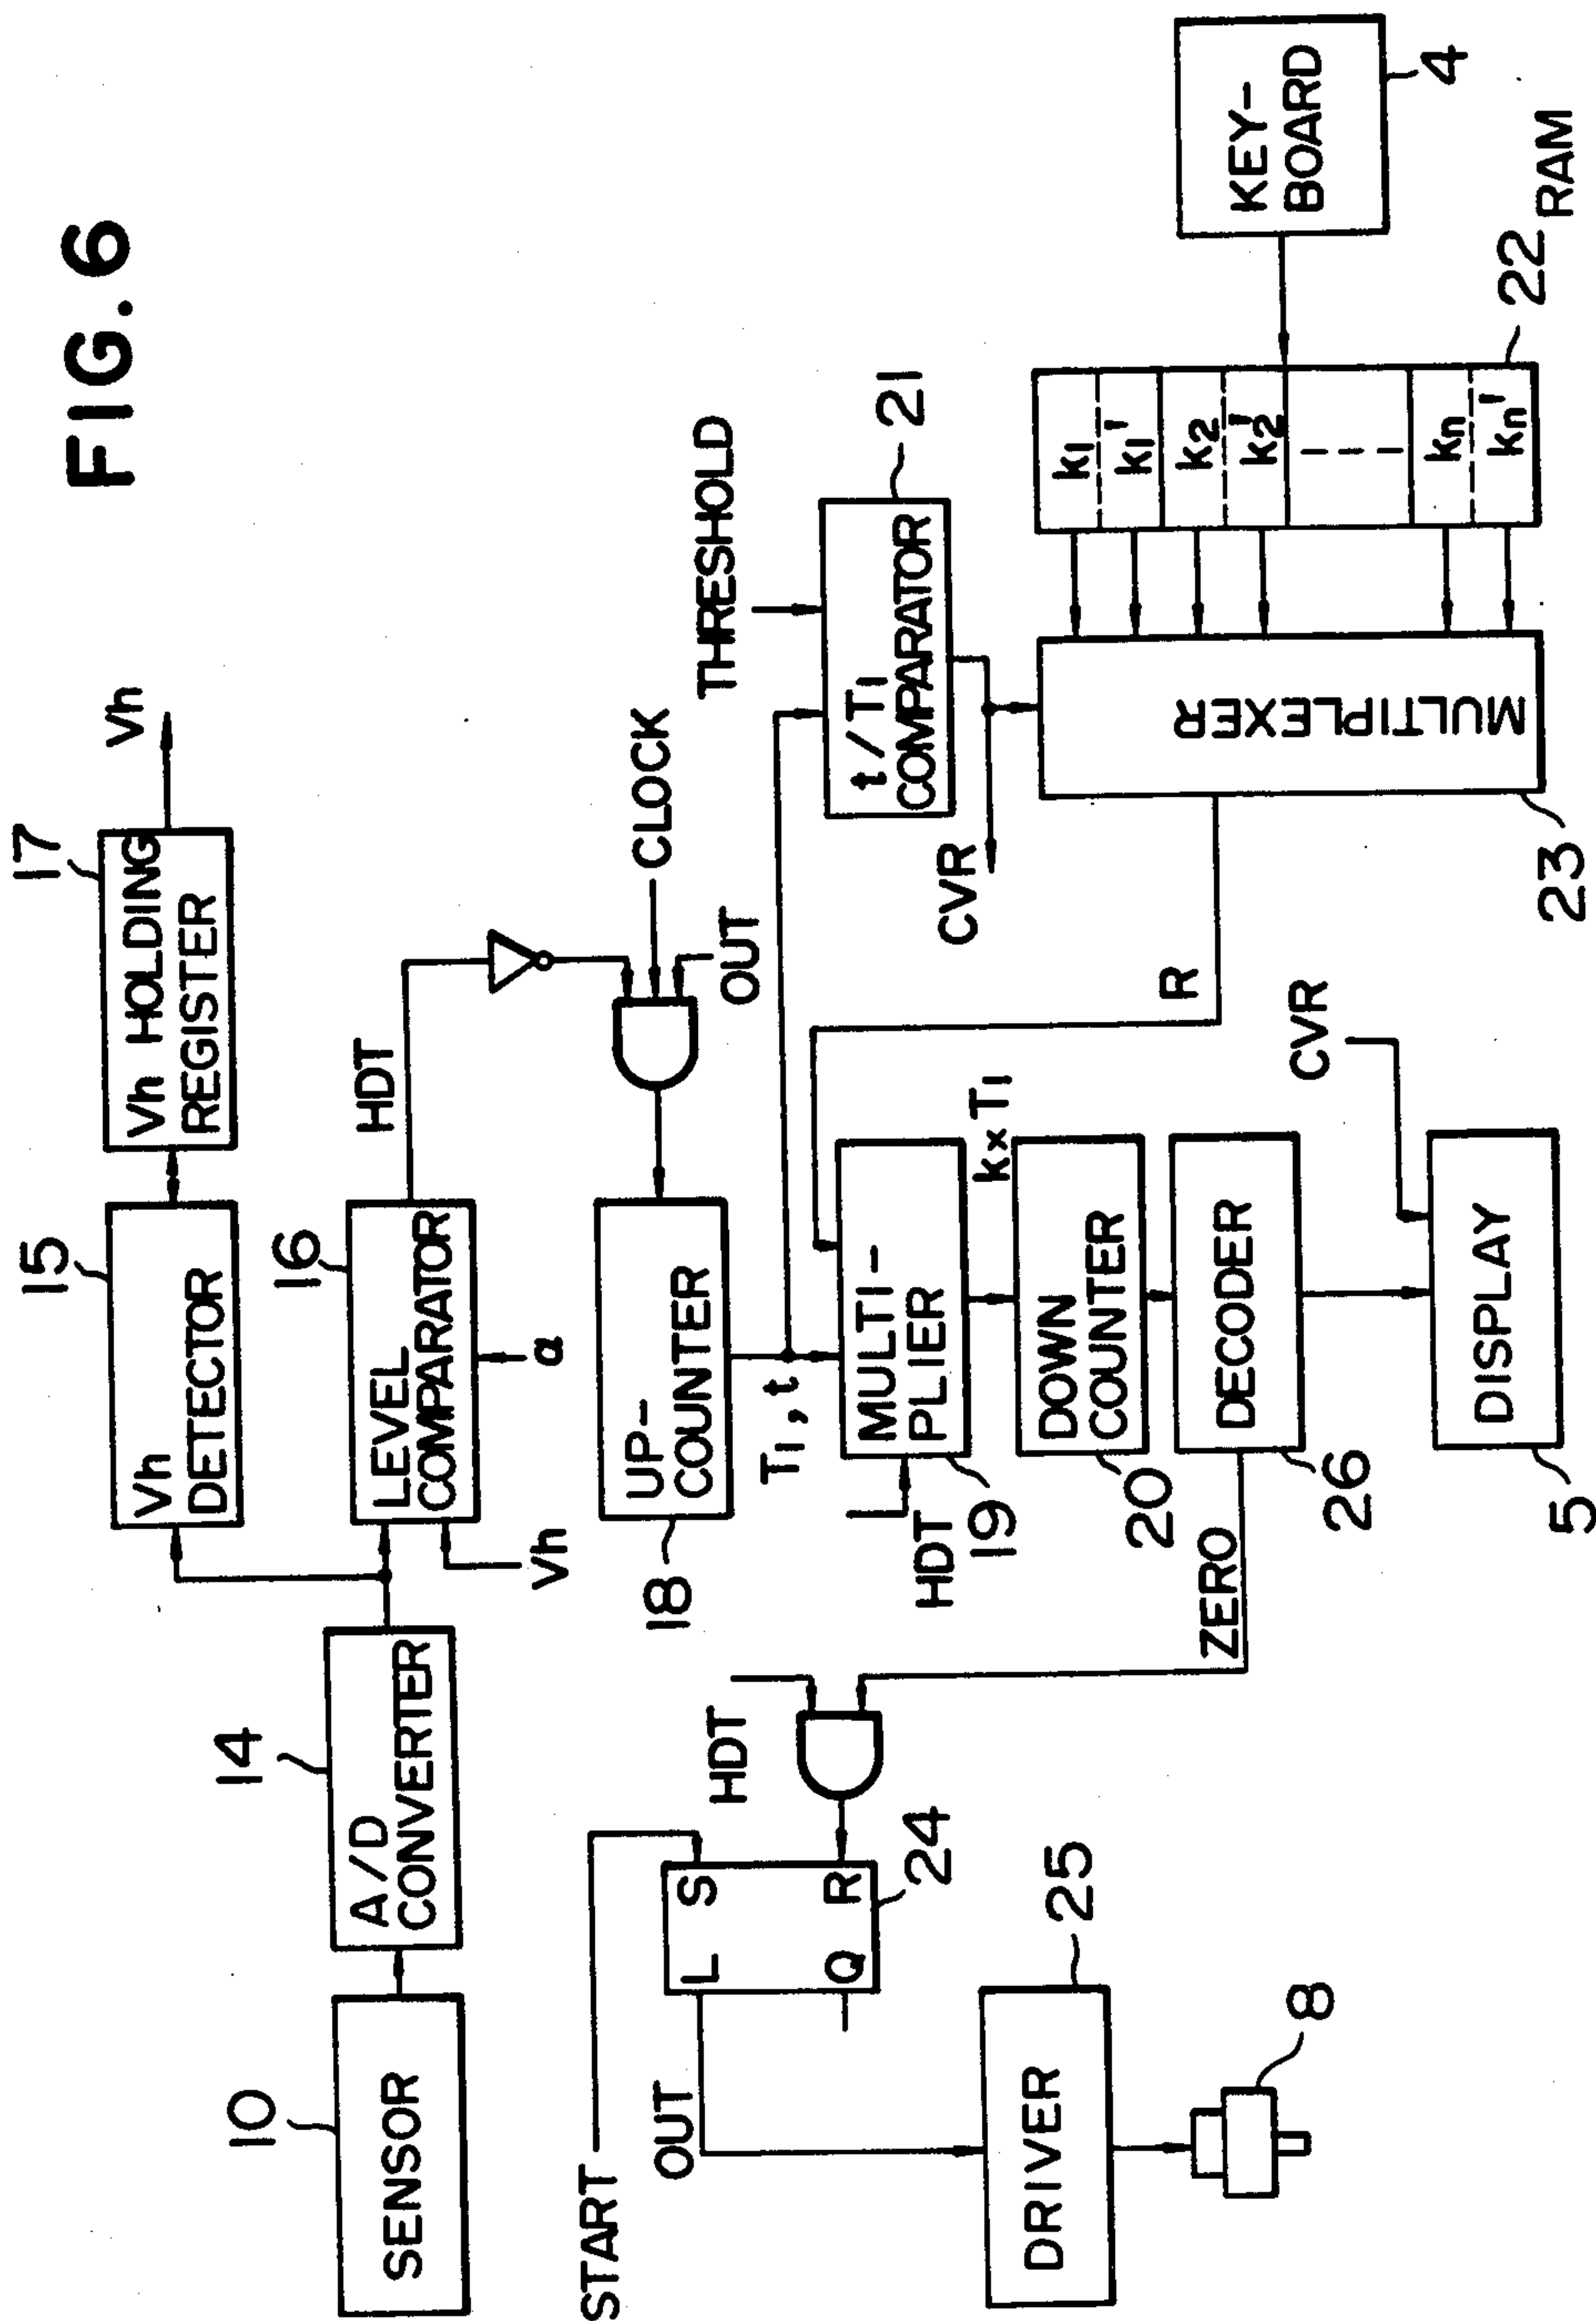 FIG. 6
10
SENSOR
14
A/D
CONVERTER
15
Vh
DETECTOR
17
Vh HOLDING
REGISTER
Vh
16
LEVEL
COMPARATOR
Vh
α
HDT
CLOCK
OUT
18
UP-
COUNTER
T1, t
THRESHOLD
21
t/T1
COMPARATOR
CVR
START
OUT
L S
Q R
24
HDT
HDT
19
MULTI-
PLIER
R
k×T1
20
DOWN
COUNTER
ZERO
26
DECODER
CVR
5
DISPLAY
25
DRIVER
8
23
MULTIPLEXER
k1
k1'
k2
k2'
kn
kn'
22
RAM
KEY-
BOARD
4